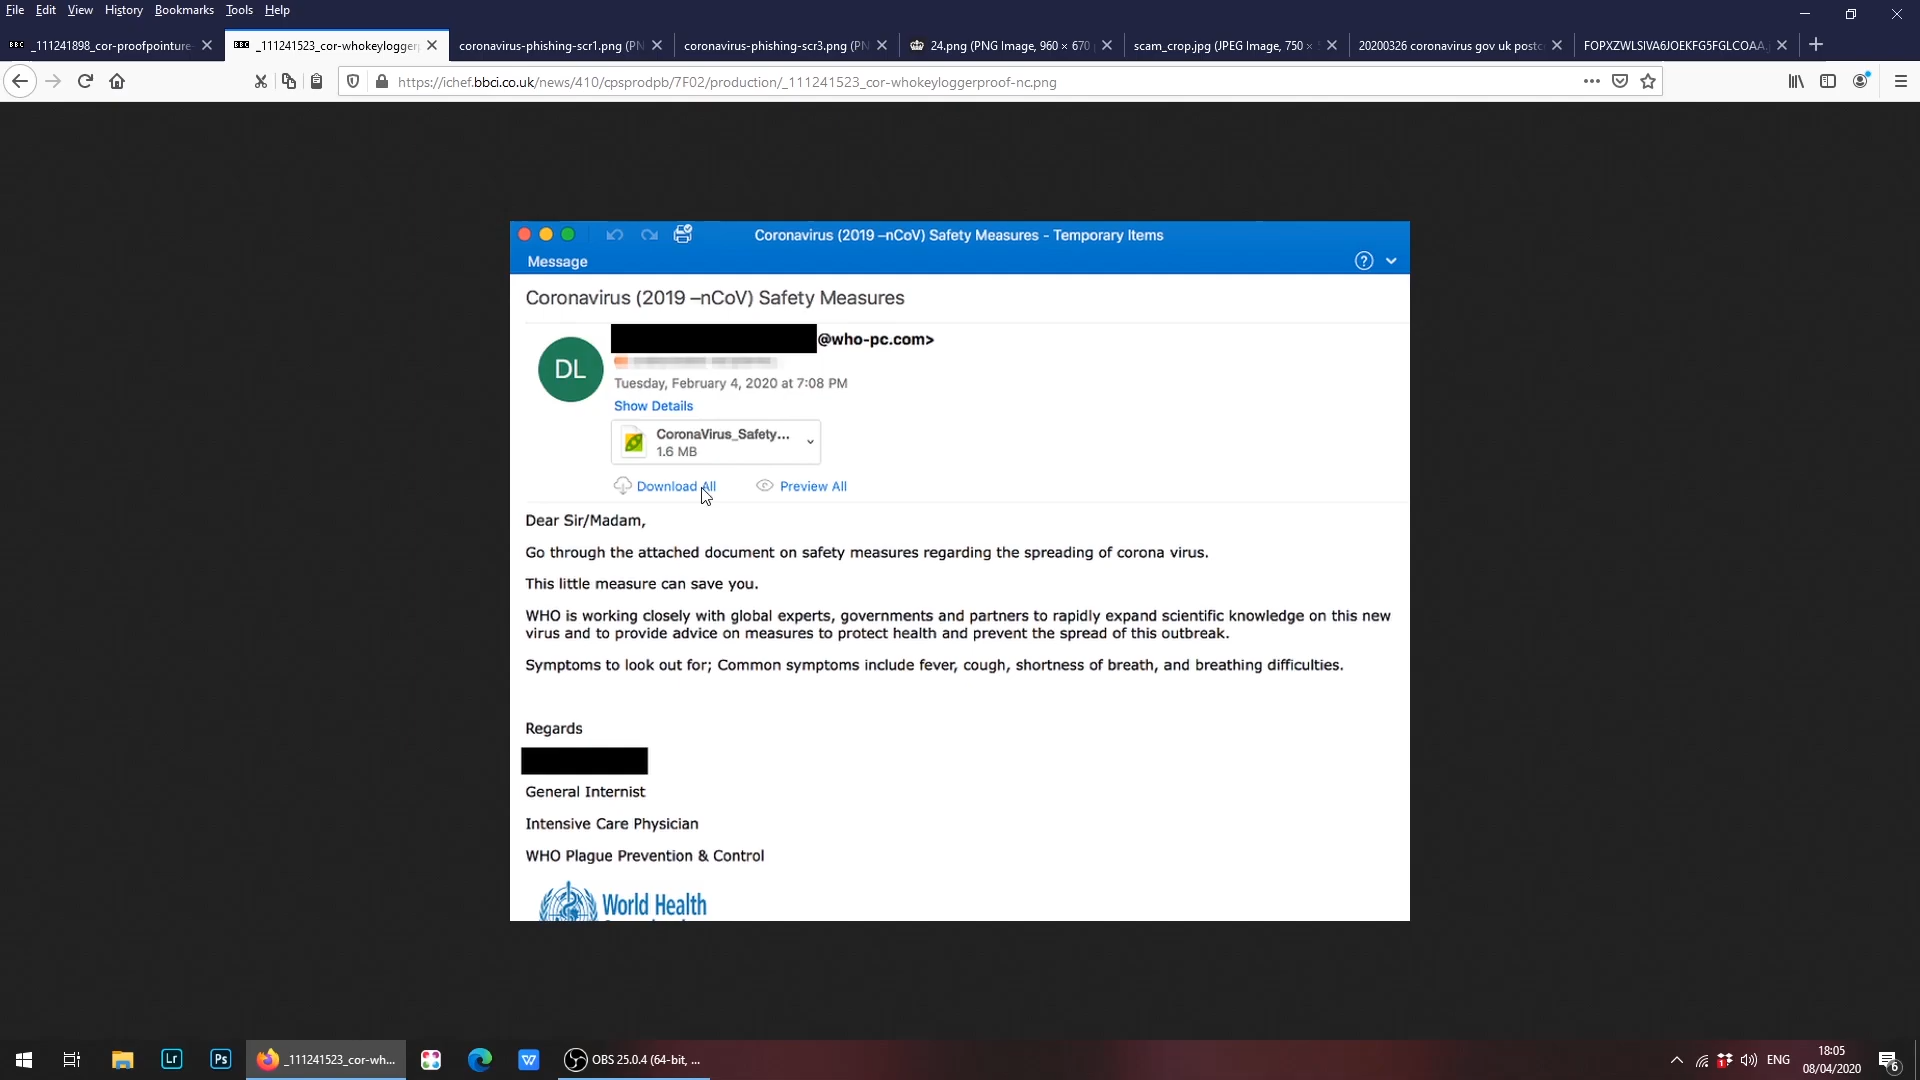 File Edit View History Bookmarks Tools Help
BBC _111241898_cor-proofpointure- BBC _111241523_cor-whokeylogger coronavirus-phishing-scr1.png (PN coronavirus-phishing-scr3.png (PN 24.png (PNG Image, 960 × 670 scam_crop.jpg (JPEG Image, 750 × 20200326 coronavirus gov uk postc FOPXZWLSIVA6JOEKFG5FGLCOAA.
https://ichef.bbci.co.uk/news/410/cpsprodpb/7F02/production/_111241523_cor-whokeyloggerproof-nc.png
Coronavirus (2019 –nCoV) Safety Measures - Temporary Items
Message
Coronavirus (2019 –nCoV) Safety Measures
DL
@who-pc.com>
Tuesday, February 4, 2020 at 7:08 PM
Show Details
CoronaVirus_Safety...
1.6 MB
Download All Preview All
Dear Sir/Madam,
Go through the attached document on safety measures regarding the spreading of corona virus.
This little measure can save you.
WHO is working closely with global experts, governments and partners to rapidly expand scientific knowledge on this new
virus and to provide advice on measures to protect health and prevent the spread of this outbreak.
Symptoms to look out for; Common symptoms include fever, cough, shortness of breath, and breathing difficulties.
Regards
General Internist
Intensive Care Physician
WHO Plague Prevention & Control
World Health
Lr Ps _111241523_cor-wh... W OBS 25.0.4 (64-bit, ... ENG
18:05
08/04/2020
6